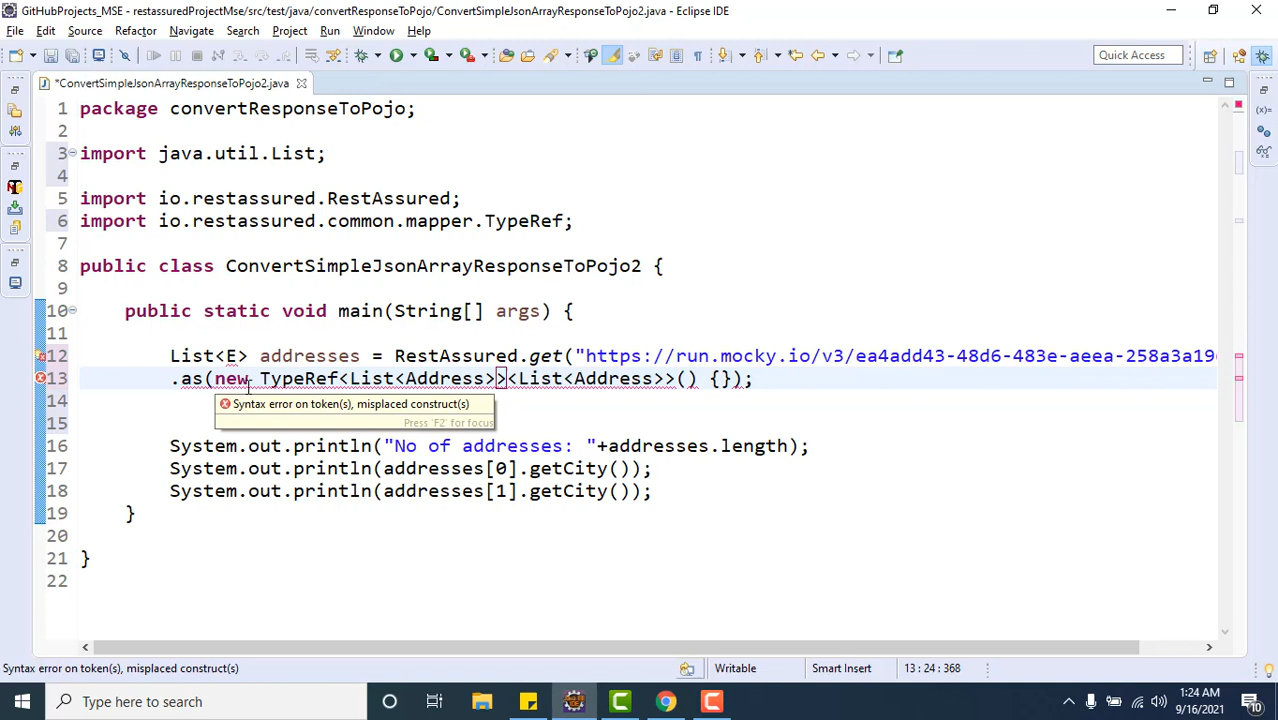 GitHubProjects_MSE - restassuredProjectMse/src/test/java/convertResponseToPojo/ConvertSimpleJsonArrayResponseToPojo2.java - Eclipse IDE
File Edit Source Refactor Navigate Search Project Run Window Help
Quick Access
*ConvertSimpleJsonArrayResponseToPojo2.java
1 package convertResponseToPojo;
2
3 import java.util.List;
4
5 import io.restassured.RestAssured;
6 import io.restassured.common.mapper.TypeRef;
7
8 public class ConvertSimpleJsonArrayResponseToPojo2 {
9
10 public static void main(String[] args) {
11
12 List<E> addresses = RestAssured.get("https://run.mocky.io/v3/ea4add43-48d6-483e-aeea-258a3a19
13 .as(new TypeRef<List<Address>><List<Address>>() {});
Syntax error on token(s), misplaced construct(s)
Press 'F2' for focus
15
16 System.out.println("No of addresses: "+addresses.length);
17 System.out.println(addresses[0].getCity());
18 System.out.println(addresses[1].getCity());
19 }
20
21 }
22
Syntax error on token(s), misplaced construct(s) Writable Smart Insert 13 : 24 : 368
Type here to search
1:24 AM
9/16/2021
10